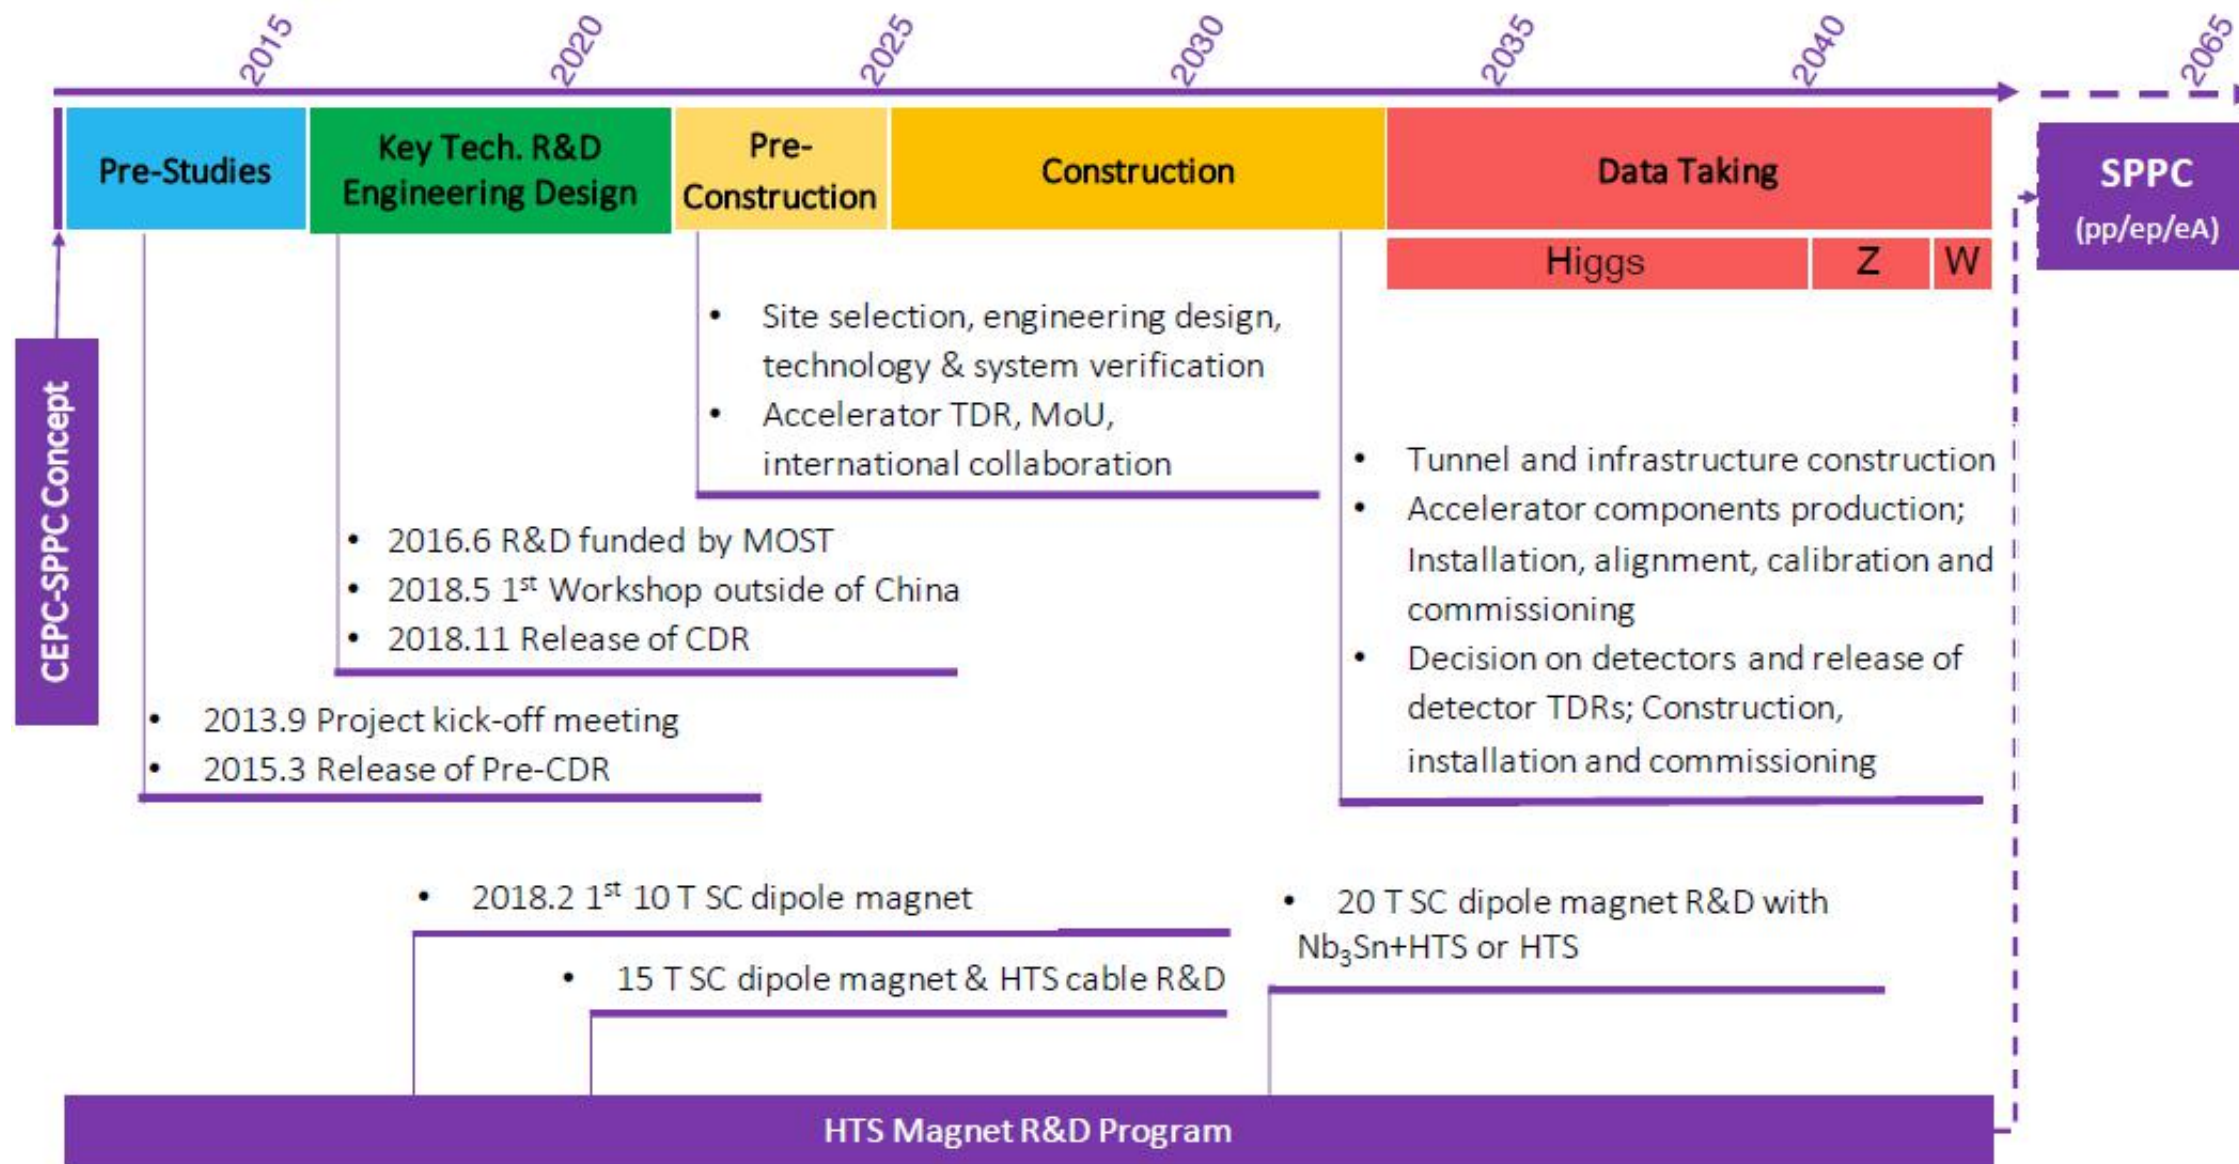 2015
2020
2025
2030
2035
2040
2065
Pre-Studies
Key Tech. R&D
Engineering Design
Pre-
Construction
Construction
Data Taking
Higgs
Z
W
SPPC
(pp/ep/eA)
CEPC-SPPC Concept
• Site selection, engineering design,
technology & system verification
• Accelerator TDR, MoU,
international collaboration
• 2016.6 R&D funded by MOST
• 2018.5 1st Workshop outside of China
• 2018.11 Release of CDR
• 2013.9 Project kick-off meeting
• 2015.3 Release of Pre-CDR
• Tunnel and infrastructure construction
• Accelerator components production;
Installation, alignment, calibration and
commissioning
• Decision on detectors and release of
detector TDRs; Construction,
installation and commissioning
• 2018.2 1st 10 T SC dipole magnet
• 15 T SC dipole magnet & HTS cable R&D
• 20 T SC dipole magnet R&D with
Nb3Sn+HTS or HTS
HTS Magnet R&D Program